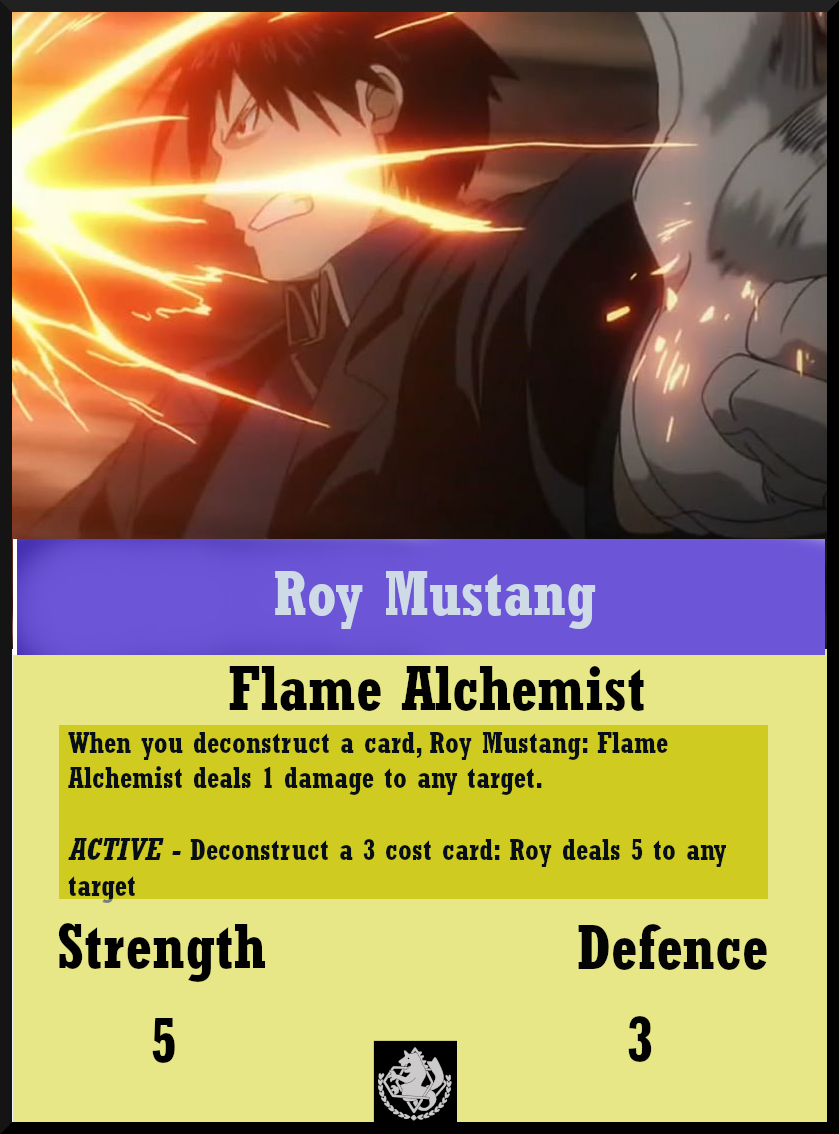 Roy Mustang
Flame Alchemist
When you deconstruct a card, Roy Mustang: Flame
Alchemist deals 1 damage to any target.
ACTIVE - Deconstruct a 3 cost card: Roy deals 5 to any
target
Strength
Defence
5
3